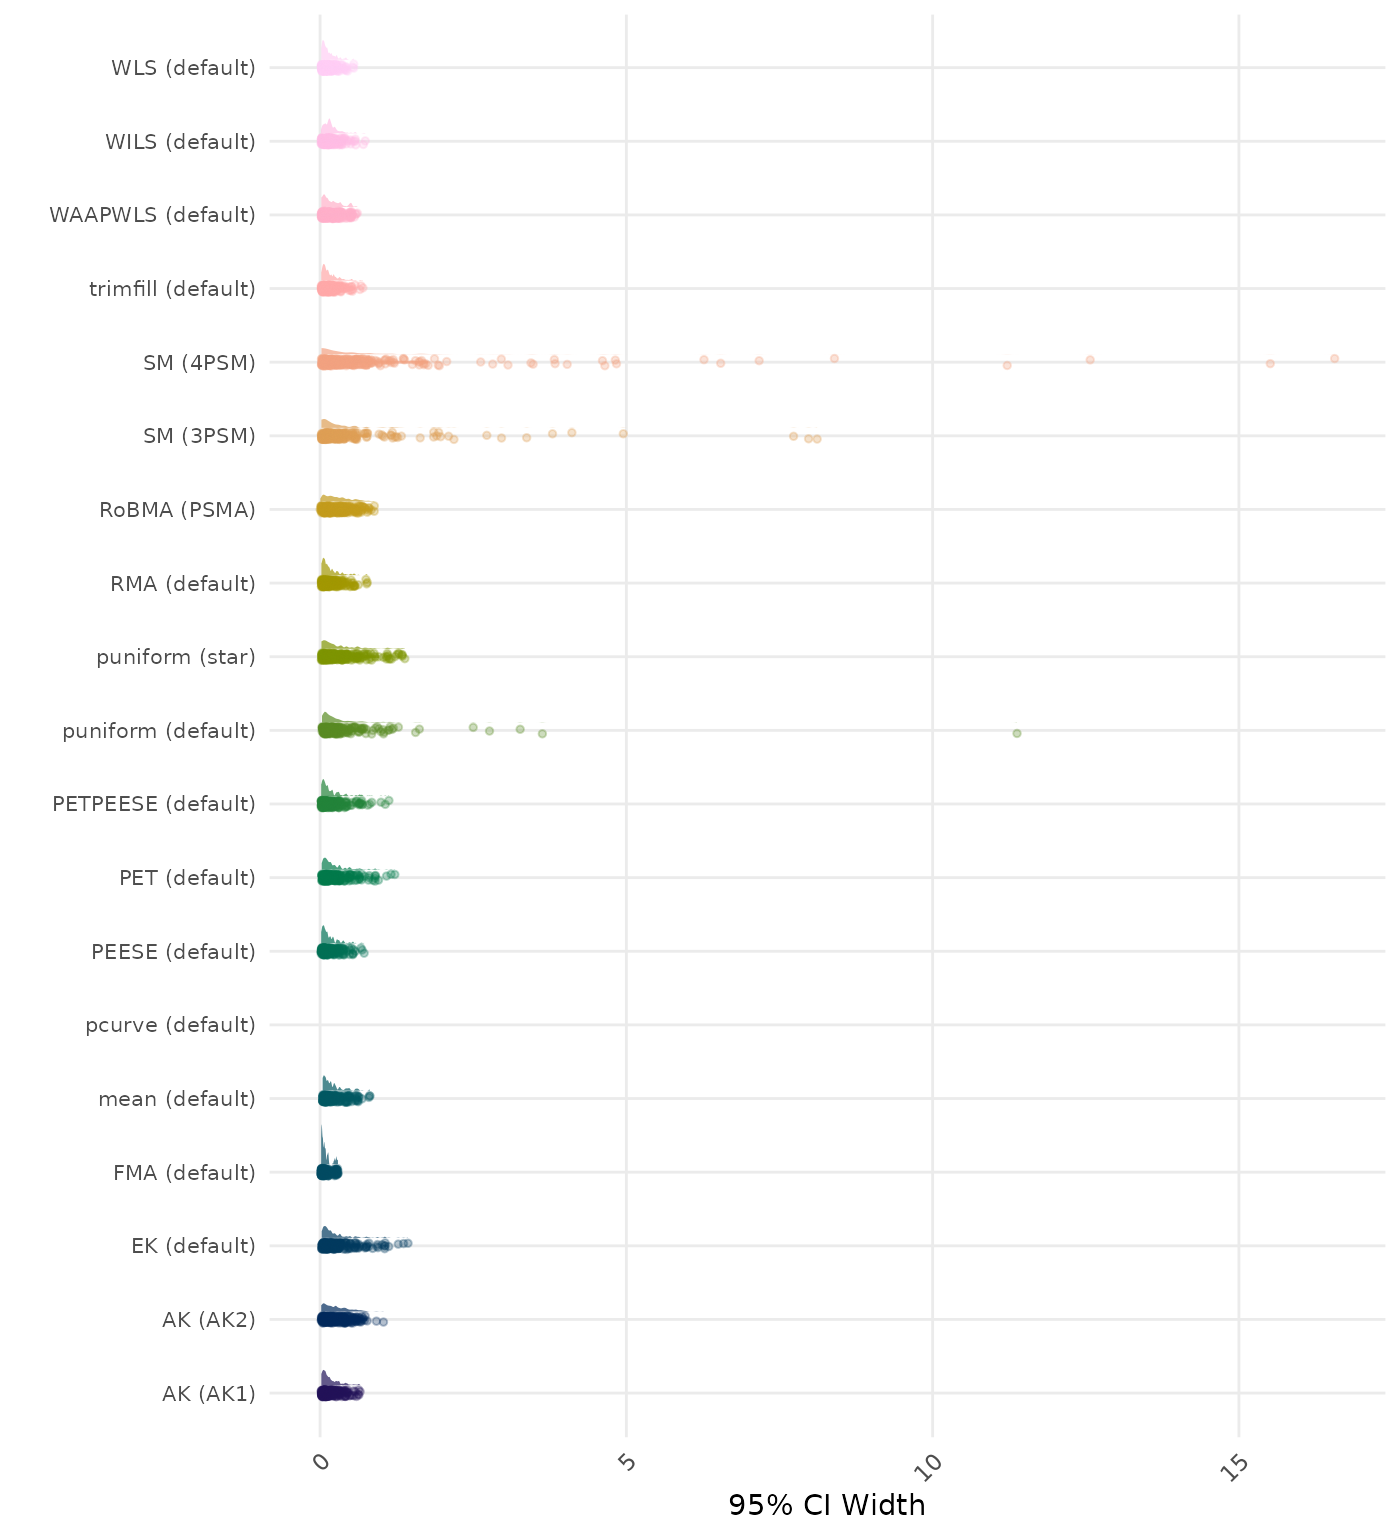 WLS (default)
WILS (default)
WAAPWLS (default)
trimfill (default)
SM (4PSM)
SM (3PSM)
RoBMA (PSMA)
RMA (default)
puniform (star)
puniform (default)
PETPEESE (default)
PET (default)
PEESE (default)
pcurve (default)
mean (default)
FMA (default)
EK (default)
AK (AK2)
AK (AK1)
0 5 10 15
95% CI Width